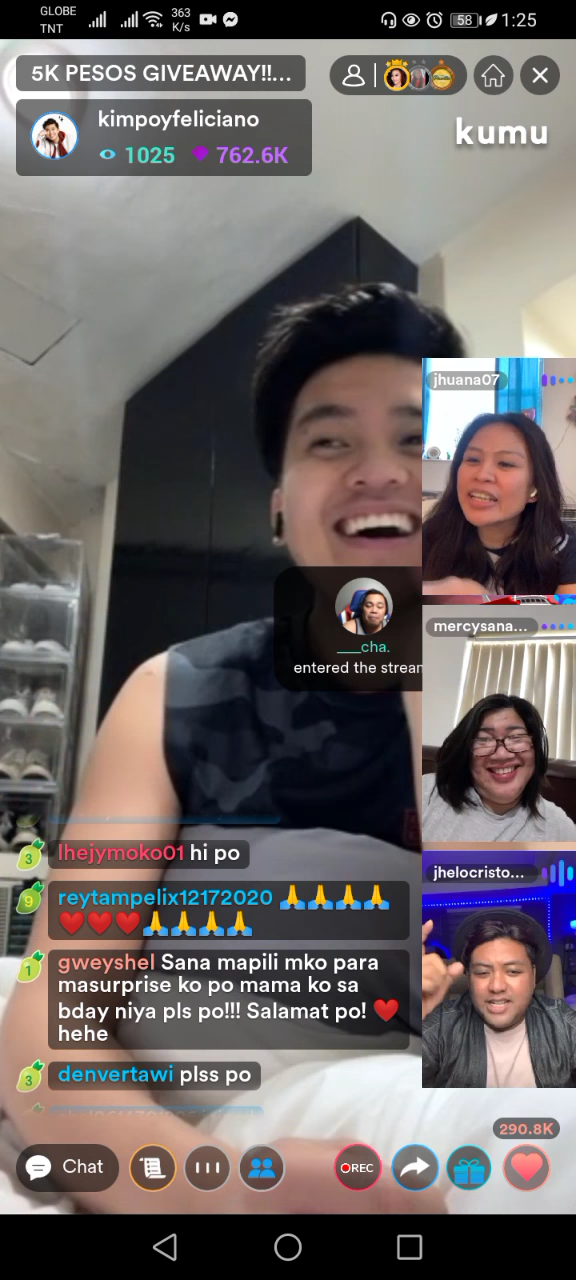 GLOBE
TNT
363
K/s
58
1:25
5K PESOS GIVEAWAY!!...
kimpoyfeliciano
1025
762.6K
kumu
jhuana07
___cha.
entered the strear
mercysana...
jhelocristo...
3
lhejymoko01 hi po
9
reytampelix12172020 🙏🙏🙏🙏
❤️❤️❤️🙏🙏🙏🙏
1
gweyshel Sana mapili mko para
masurprise ko po mama ko sa
bday niya pls po!!! Salamat po! ❤️
hehe
3
denvertawi plss po
290.8K
Chat
REC